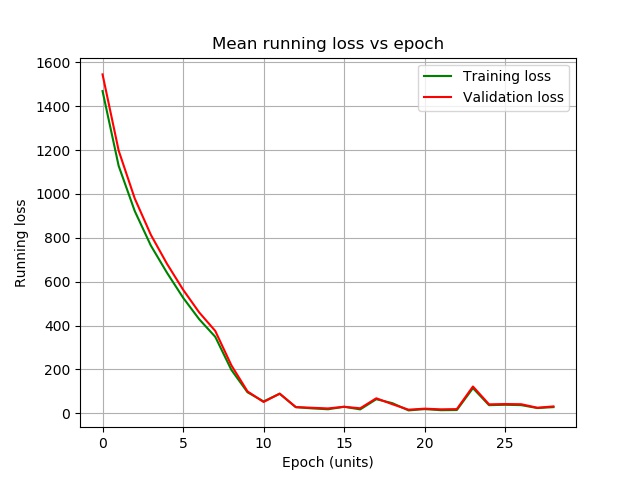 Mean running loss vs epoch
Training loss
Validation loss
1600
1400
1200
1000
800
600
400
200
0
Running loss
0 5 10 15 20 25
Epoch (units)